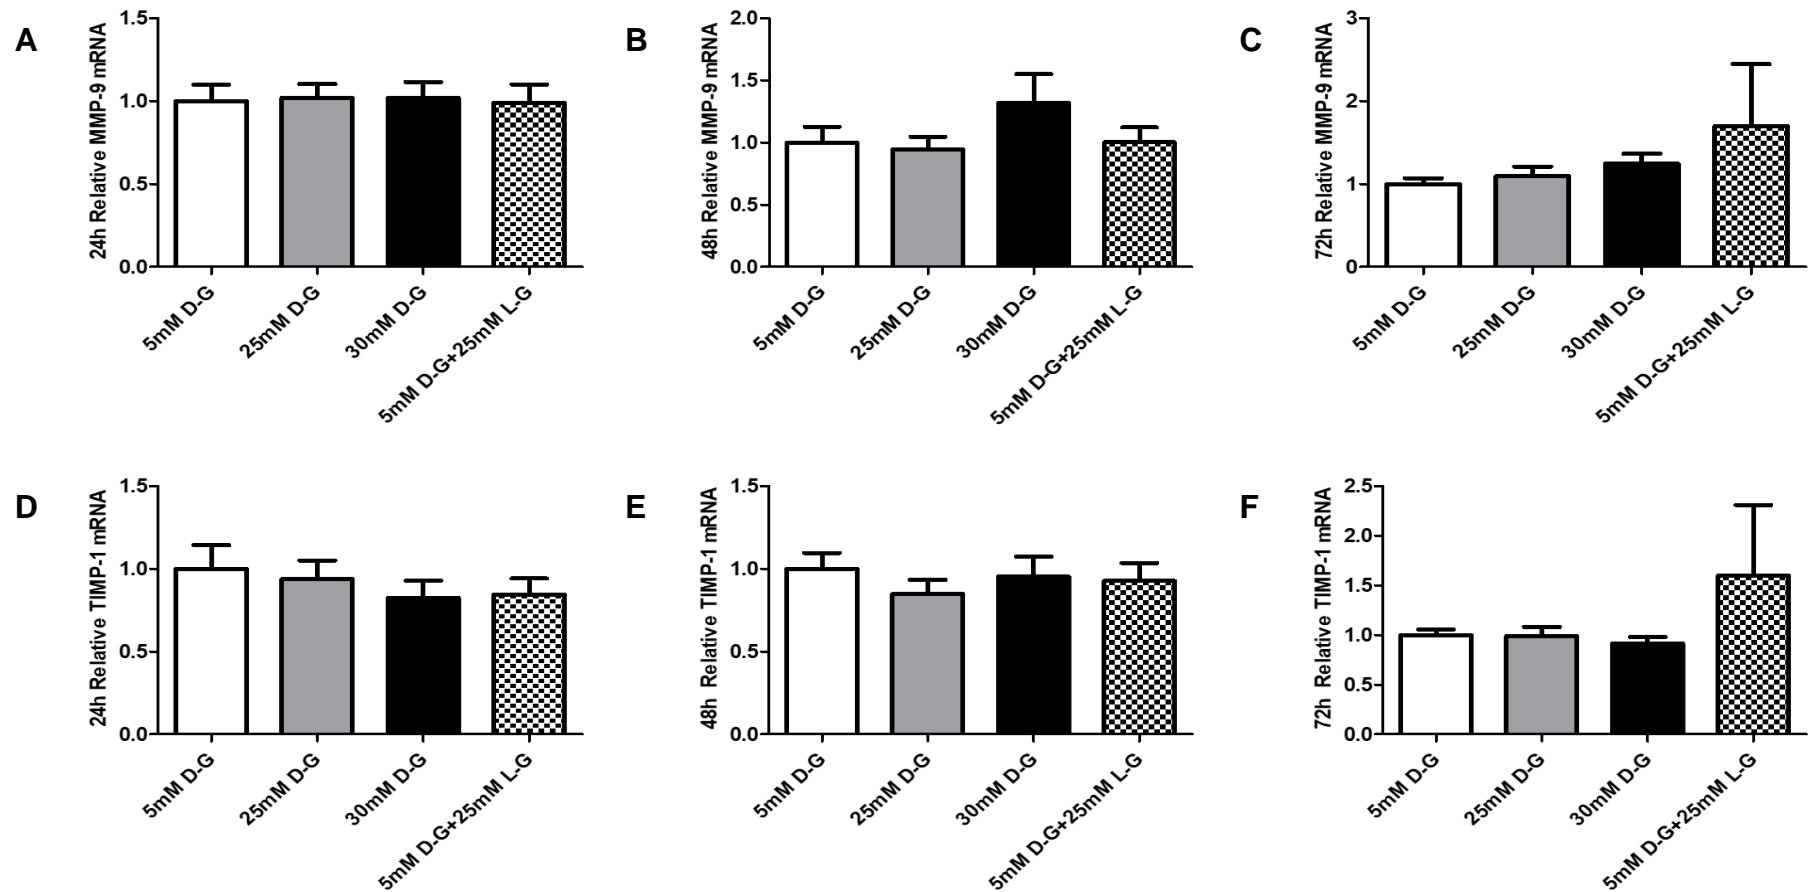 A
24h Relative MMP-9 mRNA
1.5
1.0
0.5
0.0
5mM D-G
25mM D-G
30mM D-G
5mM D-G+25mM L-G
B
48h Relative MMP-9 mRNA
2.0
1.5
1.0
0.5
0.0
5mM D-G
25mM D-G
30mM D-G
5mM D-G+25mM L-G
C
72h Relative MMP-9 mRNA
3
2
1
0
5mM D-G
25mM D-G
30mM D-G
5mM D-G+25mM L-G
D
24h Relative TIMP-1 mRNA
1.5
1.0
0.5
0.0
5mM D-G
25mM D-G
30mM D-G
5mM D-G+25mM L-G
E
48h Relative TIMP-1 mRNA
1.5
1.0
0.5
0.0
5mM D-G
25mM D-G
30mM D-G
5mM D-G+25mM L-G
F
72h Relative TIMP-1 mRNA
2.5
2.0
1.5
1.0
0.5
0.0
5mM D-G
25mM D-G
30mM D-G
5mM D-G+25mM L-G